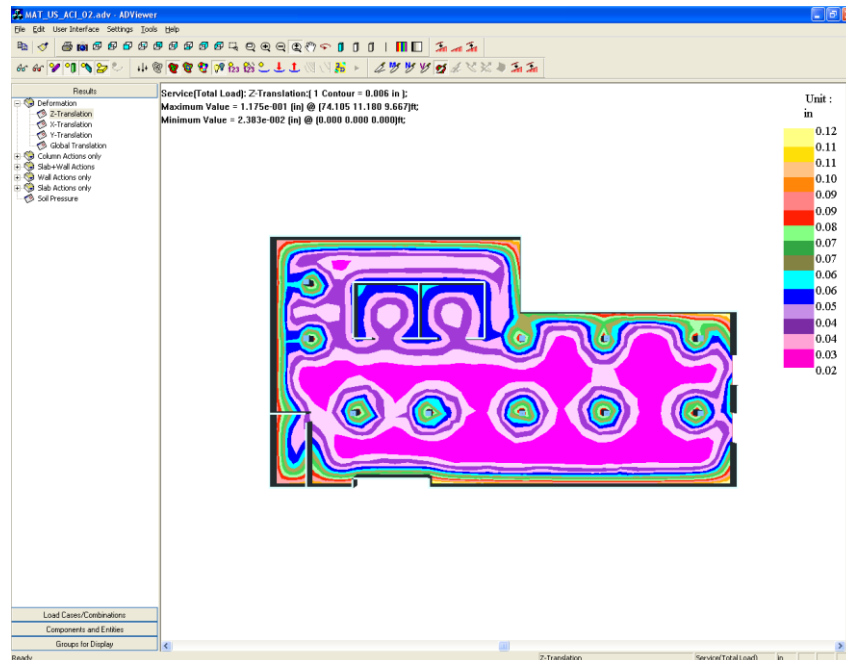 MAT_US_ACI_02.adv - ADViewer
File Edit User Interface Settings Tools Help
Results
Deformation
Z-Translation
X-Translation
Y-Translation
Global Translation
Column Actions only
Slab+Wall Actions
Wall Actions only
Slab Actions only
Soil Pressure
Load Cases/Combinations
Components and Entities
Groups for Display
Service(Total Load): Z-Translation:[ 1 Contour = 0.006 in ];
Maximum Value = 1.175e-001 (in) @ [74.105 11.180 9.667]ft;
Minimum Value = 2.383e-002 (in) @ (0.000 0.000 0.000)ft;
Unit :
in
0.12
0.11
0.11
0.10
0.09
0.09
0.08
0.07
0.07
0.06
0.06
0.05
0.04
0.04
0.03
0.02
Ready
Z-Translation
Service(Total Load)
in